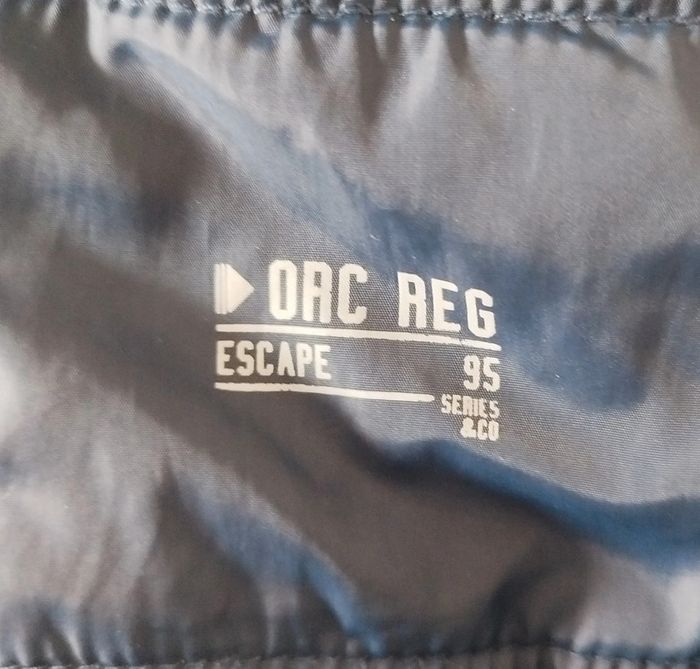 ORC REG
ESCAPE 95
SERIES
&CO